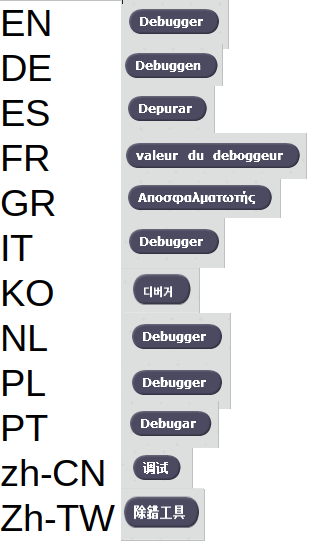 EN Debugger
DE Debuggen
ES Depurar
FR valeur du deboggeur
GR Αποσφαλματωτής
IT Debugger
KO 디버거
NL Debugger
PL Debugger
PT Debugar
zh-CN 调试
Zh-TW 除錯工具